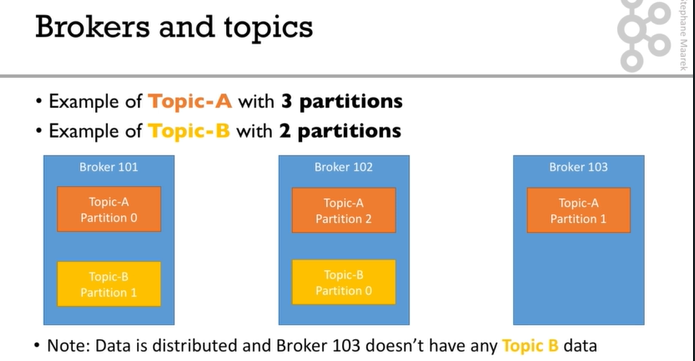 Brokers and topics
Stephane Maarek
• Example of Topic-A with 3 partitions
• Example of Topic-B with 2 partitions
Broker 101
Topic-A
Partition 0
Topic-B
Partition 1
Broker 102
Topic-A
Partition 2
Topic-B
Partition 0
Broker 103
Topic-A
Partition 1
• Note: Data is distributed and Broker 103 doesn't have any Topic B data